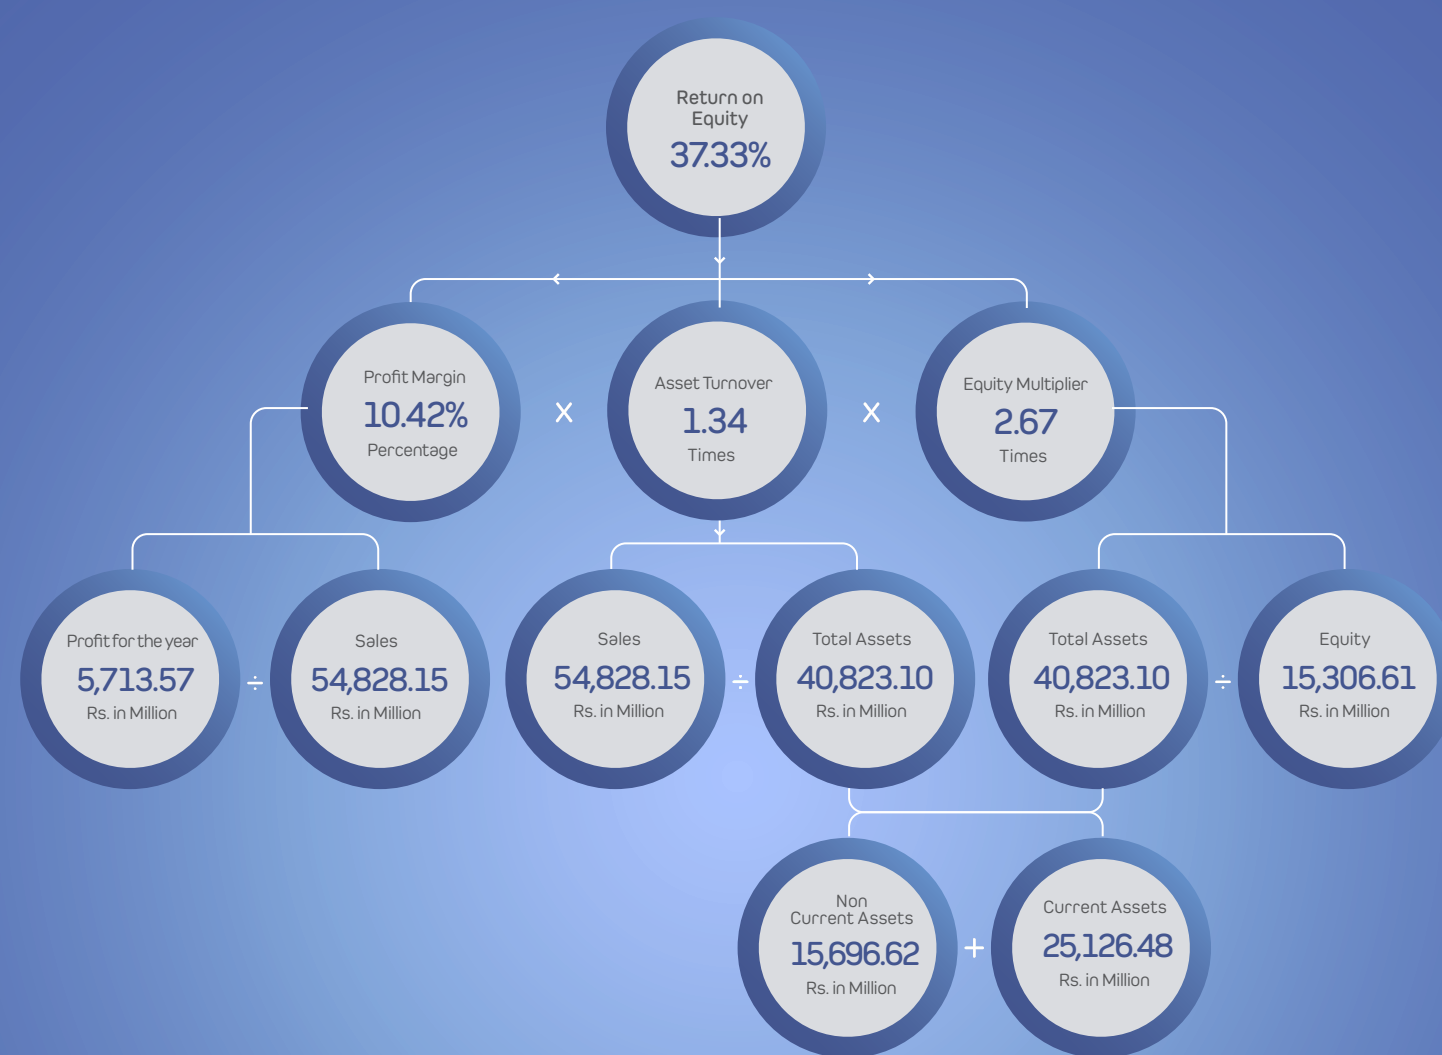 Return on
Equity
37.33%
Profit Margin
10.42%
Percentage
X
Asset Turnover
1.34
Times
X
Equity Multiplier
2.67
Times
Profit for the year
5,713.57
Rs. in Million
÷
Sales
54,828.15
Rs. in Million
Sales
54,828.15
Rs. in Million
÷
Total Assets
40,823.10
Rs. in Million
Total Assets
40,823.10
Rs. in Million
÷
Equity
15,306.61
Rs. in Million
Non
Current Assets
15,696.62
Rs. in Million
+
Current Assets
25,126.48
Rs. in Million